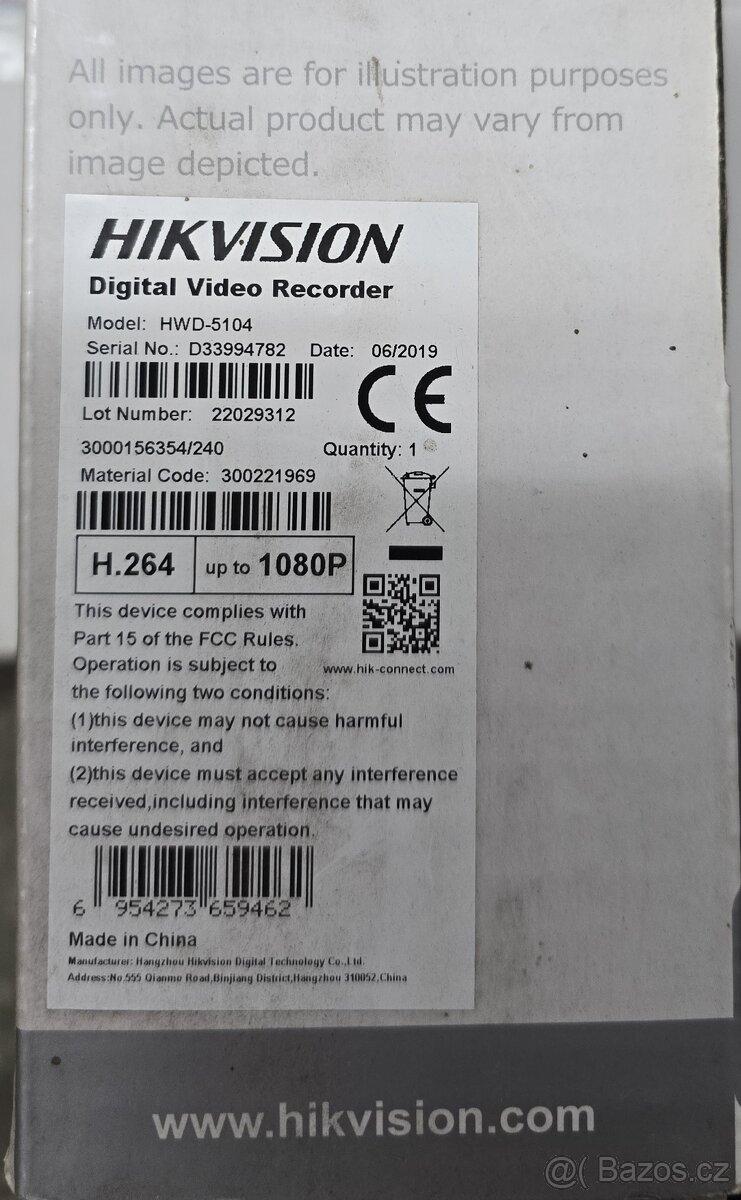 All images are for illustration purposes
only. Actual product may vary from
image depicted.
HIKVISION
Digital Video Recorder
Model: HWD-5104
Serial No.: D33994782 Date: 06/2019
Lot Number: 22029312
3000156354/240 Quantity: 1
Material Code: 300221969
H.264 up to 1080P
This device complies with
Part 15 of the FCC Rules.
Operation is subject to
www.hik-connect.com
the following two conditions:
(1)this device may not cause harmful
interference, and
(2)this device must accept any interference
received,including interference that may
cause undesired operation.
6 954273 659462
Made in China
Manufacturer: Hangzhou Hikvision Digital Technology Co.,Ltd.
Address:No.555 Qianmo Road,Binjiang District,Hangzhou 310052,China
www.hikvision.com
@( Bazos.cz